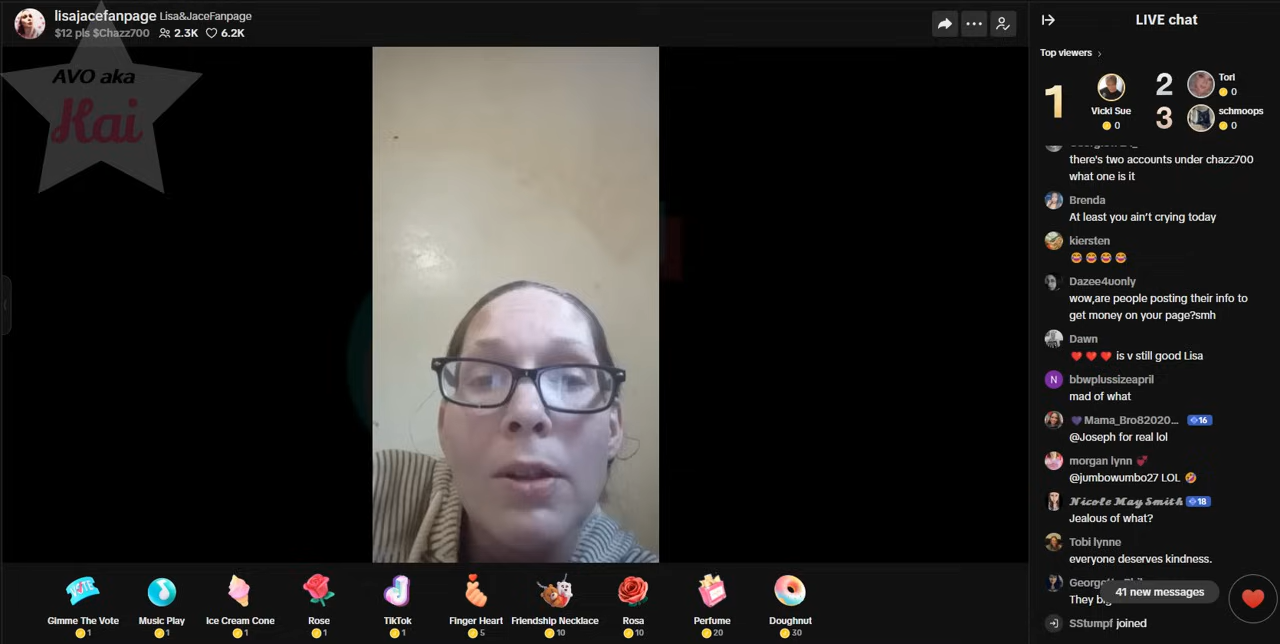 lisajacefanpage Lisa&JaceFanpage
$12 pls $Chazz700 2.3K 6.2K
AVO aka
Kai
LIVE chat
Top viewers
1
Vicki Sue
0
2
Tori
0
3
schmoops
0
there's two accounts under chazz700
what one is it
Brenda
At least you ain't crying today
kiersten
Dazee4uonly
wow,are people posting their info to
get money on your page?smh
Dawn
❤️ ❤️ ❤️ is v still good Lisa
N
bbwplussizeapril
mad of what
Mama_Bro82020... 16
@Joseph for real lol
morgan lynn 💞
@jumbowumbo27 LOL 🤣
Nicole May Smith 18
Jealous of what?
Tobi lynne
everyone deserves kindness.
They
41 new messages
SStumpf joined
VOTE
Gimme The Vote
1
Music Play
1
Ice Cream Cone
1
Rose
1
TikTok
1
Finger Heart
5
Friendship Necklace
10
Rosa
10
Perfume
20
Doughnut
30